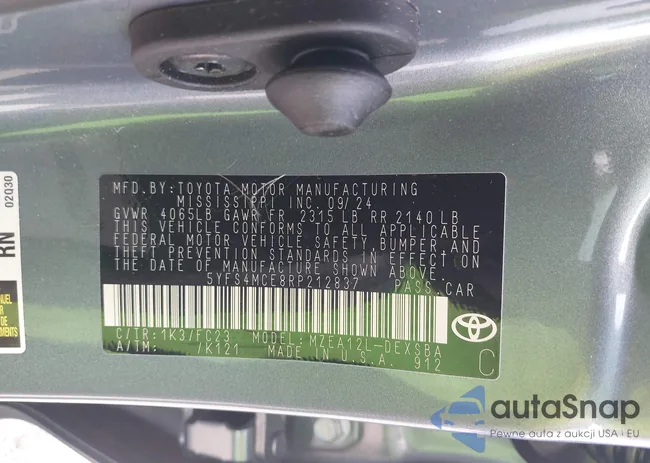 MFD.BY:TOYOTA MOTOR MANUFACTURING
MISSISSIPPI INC. 09/24
GVWR 4065LB GAWR FR 2315 LB RR 2140 LB
THIS VEHICLE CONFORMS TO ALL APPLICABLE
FEDERAL MOTOR VEHICLE SAFETY, BUMPER, AND
THEFT PREVENTION STANDARDS IN EFFECT ON
THE DATE OF MANUFACTURE SHOWN ABOVE.
5YFS4MCE8RP212837 PASS.CAR
C/TR:1K3/FC23 MODEL:MZEA12L-DEXSBA
A/TM: /K121 MADE IN U.S.A. 912
C
TOYOTA
02Q30
RN
autaSnap
Pewne auta z aukcji USA i EU